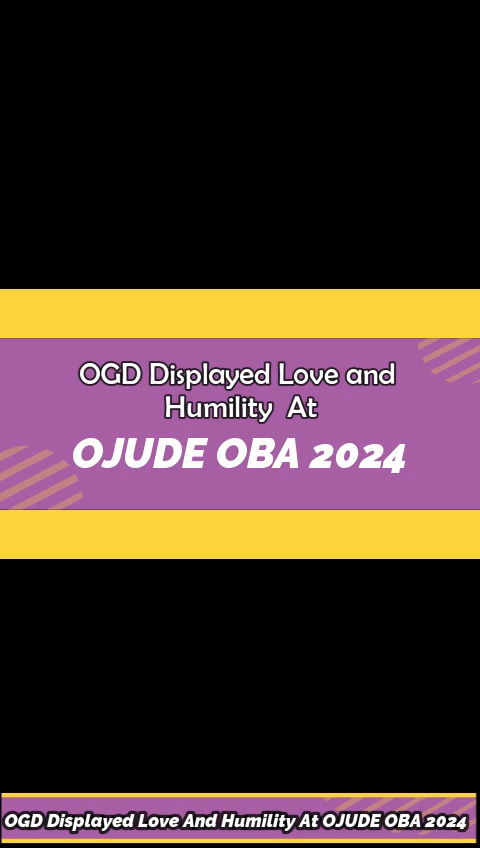 OGD Displayed Love and
Humility At
OJUDE OBA 2024
OGD Displayed Love And Humility At OJUDE OBA 2024